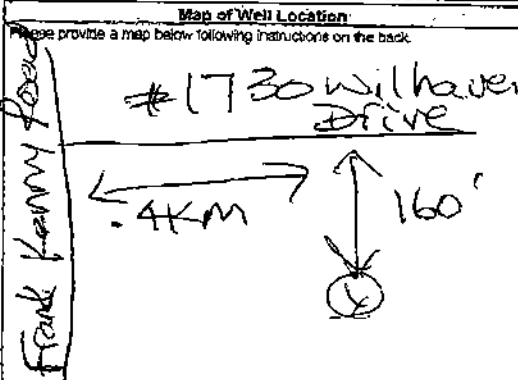 Map of Well Location
Please provide a map below following instructions on the back.
#1730 Wilhaven
Drive
Frank Kenny Road
.4KM
160'